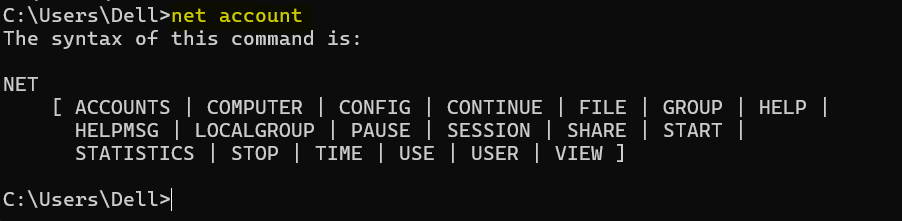 C:\Users\Dell>net account
The syntax of this command is:
NET
[ ACCOUNTS | COMPUTER | CONFIG | CONTINUE | FILE | GROUP | HELP |
HELPMSG | LOCALGROUP | PAUSE | SESSION | SHARE | START |
STATISTICS | STOP | TIME | USE | USER | VIEW ]
C:\Users\Dell>